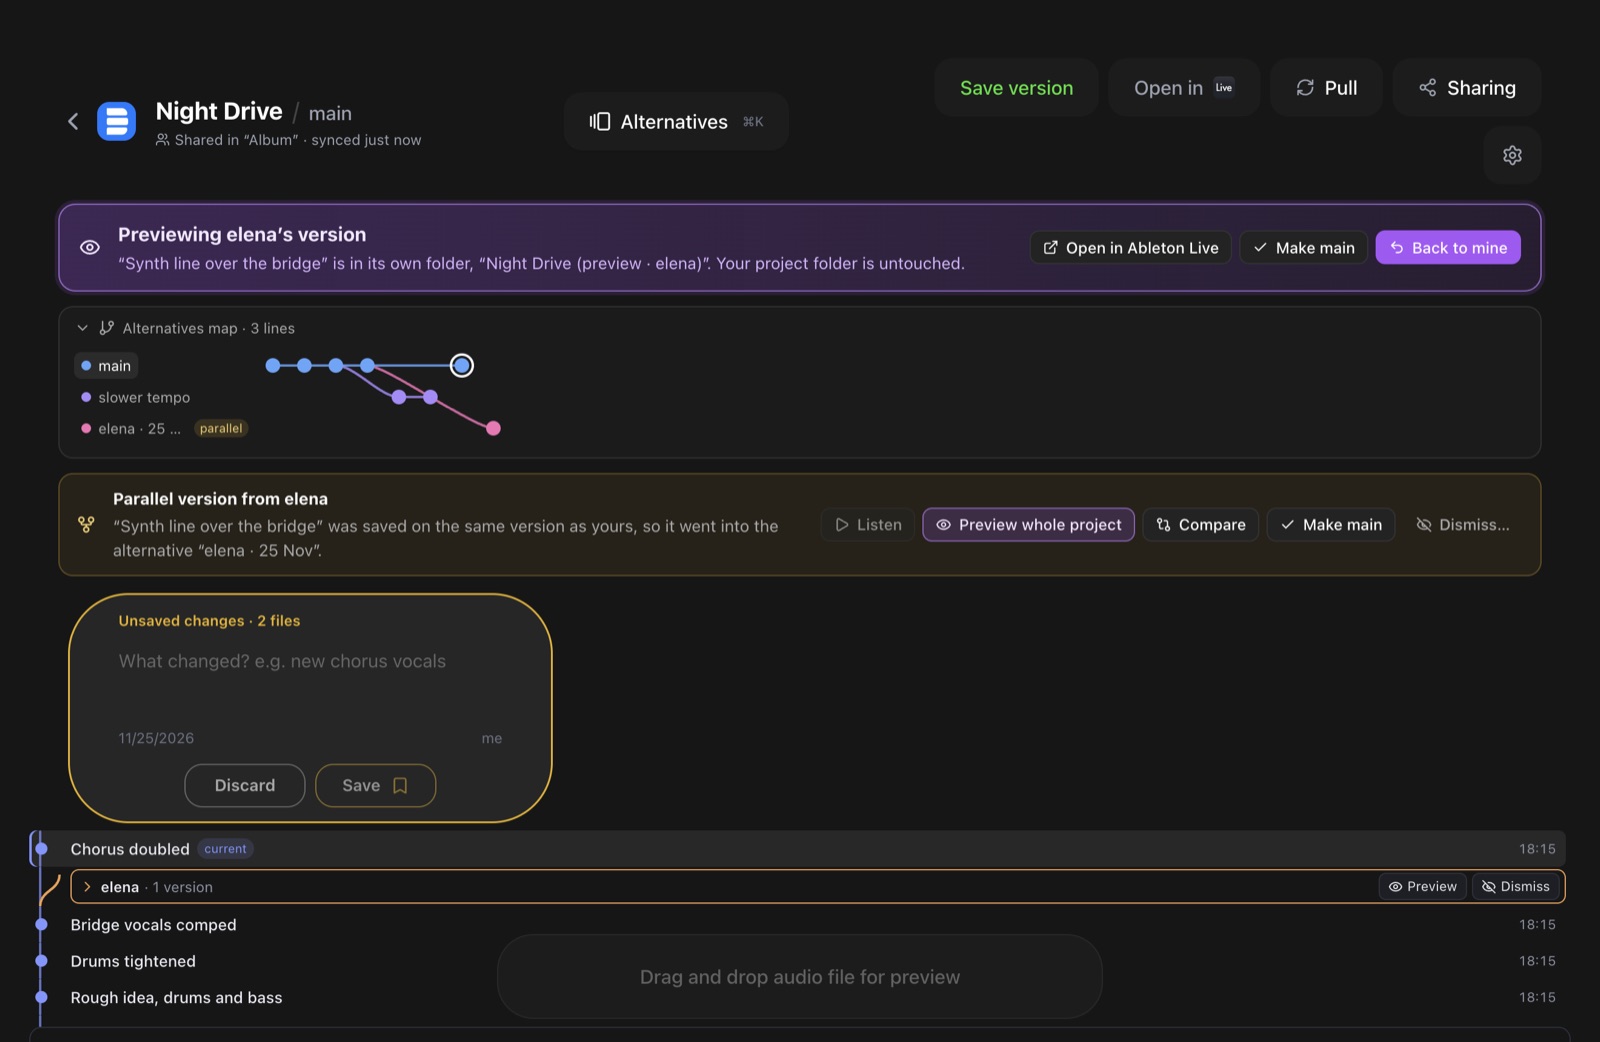 Save version
Open in Live
Pull
Sharing
Night Drive / main
Shared in “Album” · synced just now
Alternatives ⌘K
Previewing elena’s version
“Synth line over the bridge” is in its own folder, “Night Drive (preview · elena)”. Your project folder is untouched.
Open in Ableton Live
Make main
Back to mine
Alternatives map · 3 lines
main
slower tempo
elena · 25 ... parallel
Parallel version from elena
“Synth line over the bridge” was saved on the same version as yours, so it went into the
alternative “elena · 25 Nov”.
Listen
Preview whole project
Compare
Make main
Dismiss...
Unsaved changes · 2 files
What changed? e.g. new chorus vocals
11/25/2026 me
Discard
Save
Chorus doubled current 18:15
elena · 1 version Preview Dismiss
Bridge vocals comped 18:15
Drums tightened 18:15
Drag and drop audio file for preview
Rough idea, drums and bass 18:15